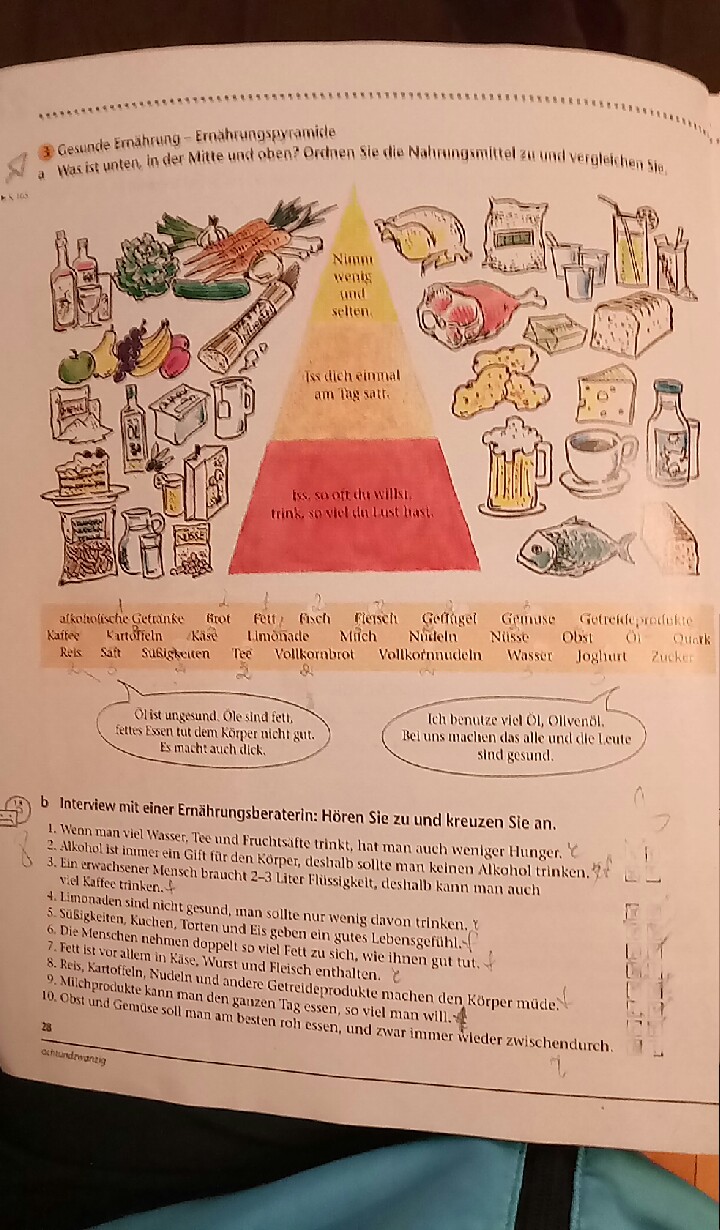 3 Gesunde Ernährung – Ernährungspyramide
a Was ist unten, in der Mitte und oben? Ordnen Sie die Nahrungsmittel zu und vergleichen Sie.
Nimm
wenig
und
selten.
Iss dich einmal
am Tag satt.
Iss, so oft du willst,
trink, so viel du Lust hast.
NÜSSE
alkoholische Getränke Brot Fett Fisch Fleisch Geflügel Gemüse Getreideprodukte
Kaffee Kartoffeln Käse Limonade Milch Nudeln Nüsse Obst Öl Quark
Reis Saft Süßigkeiten Tee Vollkornbrot Vollkornnudeln Wasser Joghurt Zucker
Öl ist ungesund. Öle sind fett,
fettes Essen tut dem Körper nicht gut.
Es macht auch dick.
Ich benutze viel Öl, Olivenöl.
Bei uns machen das alle und die Leute
sind gesund.
b Interview mit einer Ernährungsberaterin: Hören Sie zu und kreuzen Sie an.
1. Wenn man viel Wasser, Tee und Fruchtsäfte trinkt, hat man auch weniger Hunger.
2. Alkohol ist immer ein Gift für den Körper, deshalb sollte man keinen Alkohol trinken.
3. Ein erwachsener Mensch braucht 2–3 Liter Flüssigkeit, deshalb kann man auch
viel Kaffee trinken.
4. Limonaden sind nicht gesund, man sollte nur wenig davon trinken.
5. Süßigkeiten, Kuchen, Torten und Eis geben ein gutes Lebensgefühl.
6. Die Menschen nehmen doppelt so viel Fett zu sich, wie ihnen gut tut.
7. Fett ist vor allem in Käse, Wurst und Fleisch enthalten.
8. Reis, Kartoffeln, Nudeln und andere Getreideprodukte machen den Körper müde.
9. Milchprodukte kann man den ganzen Tag essen, so viel man will.
10. Obst und Gemüse soll man am besten roh essen, und zwar immer wieder zwischendurch.
28
achtundzwanzig